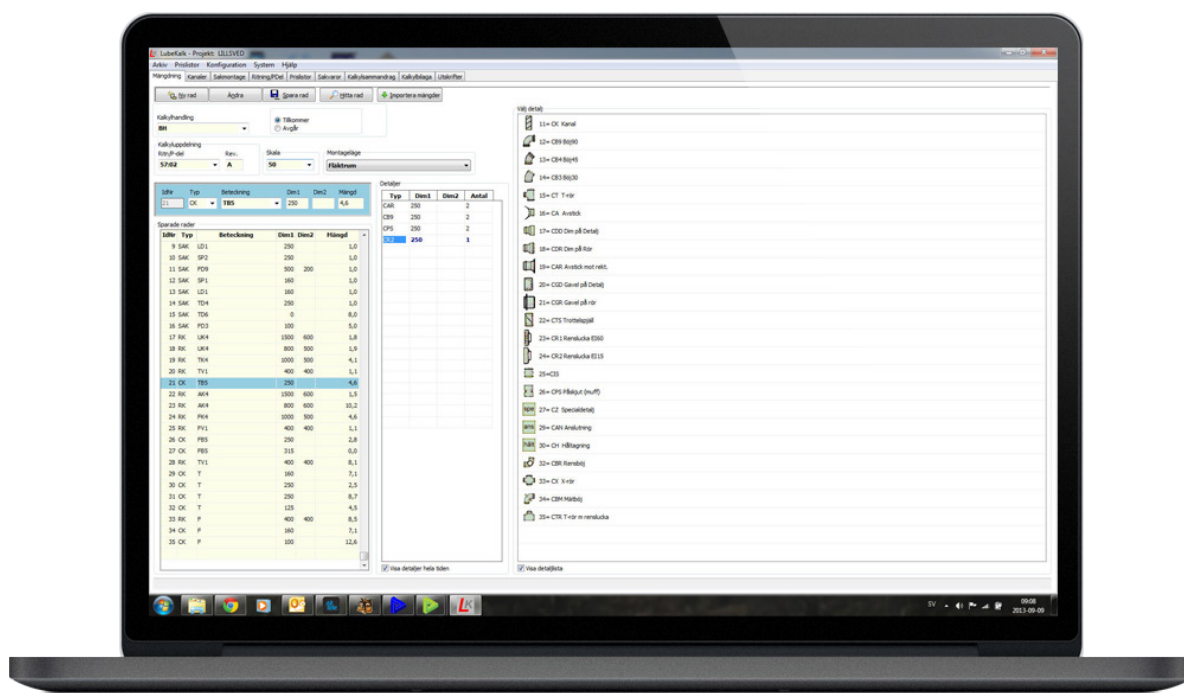 LubeKalk - Projekt: LILLSVED
Arkiv Prislistor Konfiguration System Hjälp
Mängdning Kanaler Sakmontage Ritning/PDel Prislistor Sakvaror Kalkylsammandrag Kalkylbilaga Utskrifter
Ny rad Ändra Spara rad Hitta rad Importera mängder
Kalkylhandling
BH
Tillkommer
Avgår
Kalkyluppdelning
Ritn/P-del Rev. Skala Montageläge
57:02 A 50 Fläktrum
IdNr Typ Beteckning Dim1 Dim2 Mängd
21 CK TB5 250 4,6
Sparade rader
IdNr Typ Beteckning Dim1 Dim2 Mängd
9 SAK LD1 250 1,0
10 SAK SP2 250 1,0
11 SAK FD9 500 200 1,0
12 SAK SP1 160 1,0
13 SAK LD1 160 1,0
14 SAK TD4 250 1,0
15 SAK TD6 0 8,0
16 SAK FD3 100 5,0
17 RK UK4 1500 600 1,8
18 RK UK4 800 500 1,9
19 RK TK4 1000 500 4,1
20 RK TV1 400 400 1,1
21 CK TB5 250 4,6
22 RK AK4 1500 600 1,5
23 RK AK4 800 600 10,2
24 RK FK4 1000 500 4,6
25 RK FV1 400 400 1,1
26 CK FB5 250 2,8
27 CK FB5 315 0,0
28 RK TV1 400 400 8,1
29 CK T 160 7,1
30 CK T 250 2,5
31 CK T 250 8,7
32 CK T 125 4,5
33 RK F 400 400 8,5
34 CK F 160 7,1
35 CK F 100 12,6
Detaljer
Typ Dim1 Dim2 Antal
CAR 250 2
CB9 250 2
CPS 250 2
CR2 250 1
Visa detaljer hela tiden
Välj detalj
11= CK Kanal
12= CB9 Böj90
13= CB4 Böj45
14= CB3 Böj30
15= CT T-rör
16= CA Avstick
17= CDD Dim på Detalj
18= CDR Dim på Rör
19= CAR Avstick mot rekt.
20= CGD Gavel på Detalj
21= CGR Gavel på rör
22= CTS Trottelspjäll
23= CR1 Renslucka EI60
24= CR2 Renslucka EI15
25=CIS
26= CPS Påskjut (muff)
spe 27= CZ Specialdetalj
ans 29= CAN Anslutning
hålt 30= CH Håltagning
32= CBR Rensböj
33= CX X-rör
34= CBM Mätböj
35= CTR T-rör m renslucka
Visa detaljlista
LK
SV
09:08
2013-09-09